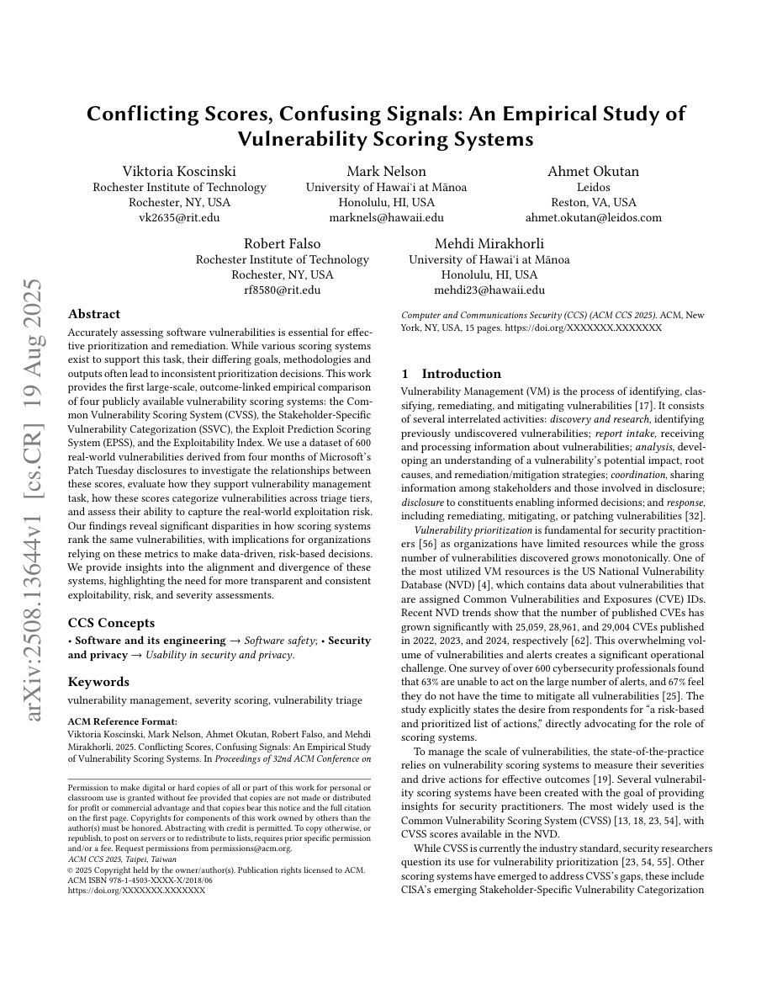 Conflicting Scores, Confusing Signals: An Empirical Study of
Vulnerability Scoring Systems
Viktoria Koscinski
Rochester Institute of Technology
Rochester, NY, USA
vk2635@rit.edu
Mark Nelson
University of Hawai'i at Mānoa
Honolulu, HI, USA
marknels@hawaii.edu
Ahmet Okutan
Leidos
Reston, VA, USA
ahmet.okutan@leidos.com
Robert Falso
Rochester Institute of Technology
Rochester, NY, USA
rf8580@rit.edu
Mehdi Mirakhorli
University of Hawai'i at Mānoa
Honolulu, HI, USA
mehdi23@hawaii.edu
arXiv:2508.13644v1 [cs.CR] 19 Aug 2025
Abstract
Accurately assessing software vulnerabilities is essential for effec-
tive prioritization and remediation. While various scoring systems
exist to support this task, their differing goals, methodologies and
outputs often lead to inconsistent prioritization decisions. This work
provides the first large-scale, outcome-linked empirical comparison
of four publicly available vulnerability scoring systems: the Com-
mon Vulnerability Scoring System (CVSS), the Stakeholder-Specific
Vulnerability Categorization (SSVC), the Exploit Prediction Scoring
System (EPSS), and the Exploitability Index. We use a dataset of 600
real-world vulnerabilities derived from four months of Microsoft's
Patch Tuesday disclosures to investigate the relationships between
these scores, evaluate how they support vulnerability management
task, how these scores categorize vulnerabilities across triage tiers,
and assess their ability to capture the real-world exploitation risk.
Our findings reveal significant disparities in how scoring systems
rank the same vulnerabilities, with implications for organizations
relying on these metrics to make data-driven, risk-based decisions.
We provide insights into the alignment and divergence of these
systems, highlighting the need for more transparent and consistent
exploitability, risk, and severity assessments.
CCS Concepts
• Software and its engineering → Software safety; • Security
and privacy → Usability in security and privacy.
Keywords
vulnerability management, severity scoring, vulnerability triage
ACM Reference Format:
Viktoria Koscinski, Mark Nelson, Ahmet Okutan, Robert Falso, and Mehdi
Mirakhorli. 2025. Conflicting Scores, Confusing Signals: An Empirical Study
of Vulnerability Scoring Systems. In Proceedings of 32nd ACM Conference on
Permission to make digital or hard copies of all or part of this work for personal or
classroom use is granted without fee provided that copies are not made or distributed
for profit or commercial advantage and that copies bear this notice and the full citation
on the first page. Copyrights for components of this work owned by others than the
author(s) must be honored. Abstracting with credit is permitted. To copy otherwise, or
republish, to post on servers or to redistribute to lists, requires prior specific permission
and/or a fee. Request permissions from permissions@acm.org.
ACM CCS 2025, Taipei, Taiwan
© 2025 Copyright held by the owner/author(s). Publication rights licensed to ACM.
ACM ISBN 978-1-4503-XXXX-X/2018/06
https://doi.org/XXXXXXX.XXXXXXX
Computer and Communications Security (CCS) (ACM CCS 2025). ACM, New
York, NY, USA, 15 pages. https://doi.org/XXXXXXX.XXXXXXX
1 Introduction
Vulnerability Management (VM) is the process of identifying, clas-
sifying, remediating, and mitigating vulnerabilities [17]. It consists
of several interrelated activities: discovery and research, identifying
previously undiscovered vulnerabilities; report intake, receiving
and processing information about vulnerabilities; analysis, devel-
oping an understanding of a vulnerability's potential impact, root
causes, and remediation/mitigation strategies; coordination, sharing
information among stakeholders and those involved in disclosure;
disclosure to constituents enabling informed decisions; and response,
including remediating, mitigating, or patching vulnerabilities [32].
Vulnerability prioritization is fundamental for security practition-
ers [56] as organizations have limited resources while the gross
number of vulnerabilities discovered grows monotonically. One of
the most utilized VM resources is the US National Vulnerability
Database (NVD) [4], which contains data about vulnerabilities that
are assigned Common Vulnerabilities and Exposures (CVE) IDs.
Recent NVD trends show that the number of published CVEs has
grown significantly with 25,059, 28,961, and 29,004 CVEs published
in 2022, 2023, and 2024, respectively [62]. This overwhelming vol-
ume of vulnerabilities and alerts creates a significant operational
challenge. One survey of over 600 cybersecurity professionals found
that 63% are unable to act on the large number of alerts, and 67% feel
they do not have the time to mitigate all vulnerabilities [25]. The
study explicitly states the desire from respondents for "a risk-based
and prioritized list of actions," directly advocating for the role of
scoring systems.
To manage the scale of vulnerabilities, the state-of-the-practice
relies on vulnerability scoring systems to measure their severities
and drive actions for effective outcomes [19]. Several vulnerabil-
ity scoring systems have been created with the goal of providing
insights for security practitioners. The most widely used is the
Common Vulnerability Scoring System (CVSS) [13, 18, 23, 54], with
CVSS scores available in the NVD.
While CVSS is currently the industry standard, security researchers
question its use for vulnerability prioritization [23, 54, 55]. Other
scoring systems have emerged to address CVSS's gaps, these include
CISA's emerging Stakeholder-Specific Vulnerability Categorization